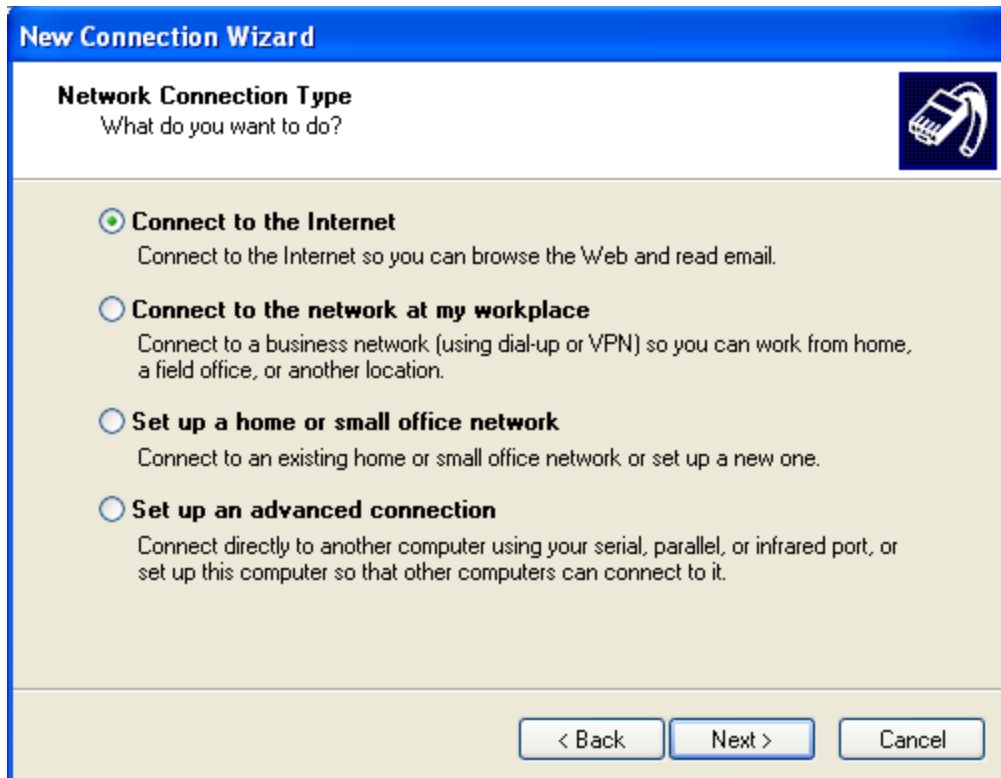 New Connection Wizard
Network Connection Type
What do you want to do?
Connect to the Internet
Connect to the Internet so you can browse the Web and read email.
Connect to the network at my workplace
Connect to a business network (using dial-up or VPN) so you can work from home,
a field office, or another location.
Set up a home or small office network
Connect to an existing home or small office network or set up a new one.
Set up an advanced connection
Connect directly to another computer using your serial, parallel, or infrared port, or
set up this computer so that other computers can connect to it.
< Back Next > Cancel